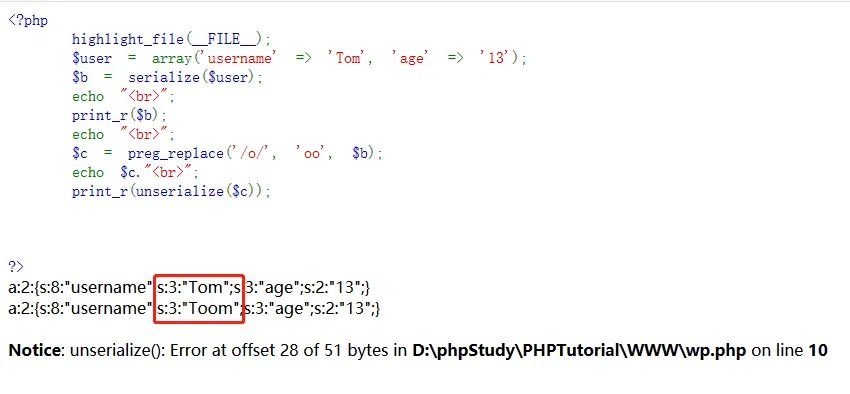 <?php
highlight_file(__FILE__);
$user = array('username' => 'Tom', 'age' => '13');
$b = serialize($user);
echo "<br>";
print_r($b);
echo "<br>";
$c = preg_replace('/o/', 'oo', $b);
echo $c."<br>";
print_r(unserialize($c));
?>
a:2:{s:8:"username";s:3:"Tom";s:3:"age";s:2:"13";}
a:2:{s:8:"username";s:3:"Toom";s:3:"age";s:2:"13";}
Notice: unserialize(): Error at offset 28 of 51 bytes in D:\phpStudy\PHPTutorial\WWW\wp.php on line 10